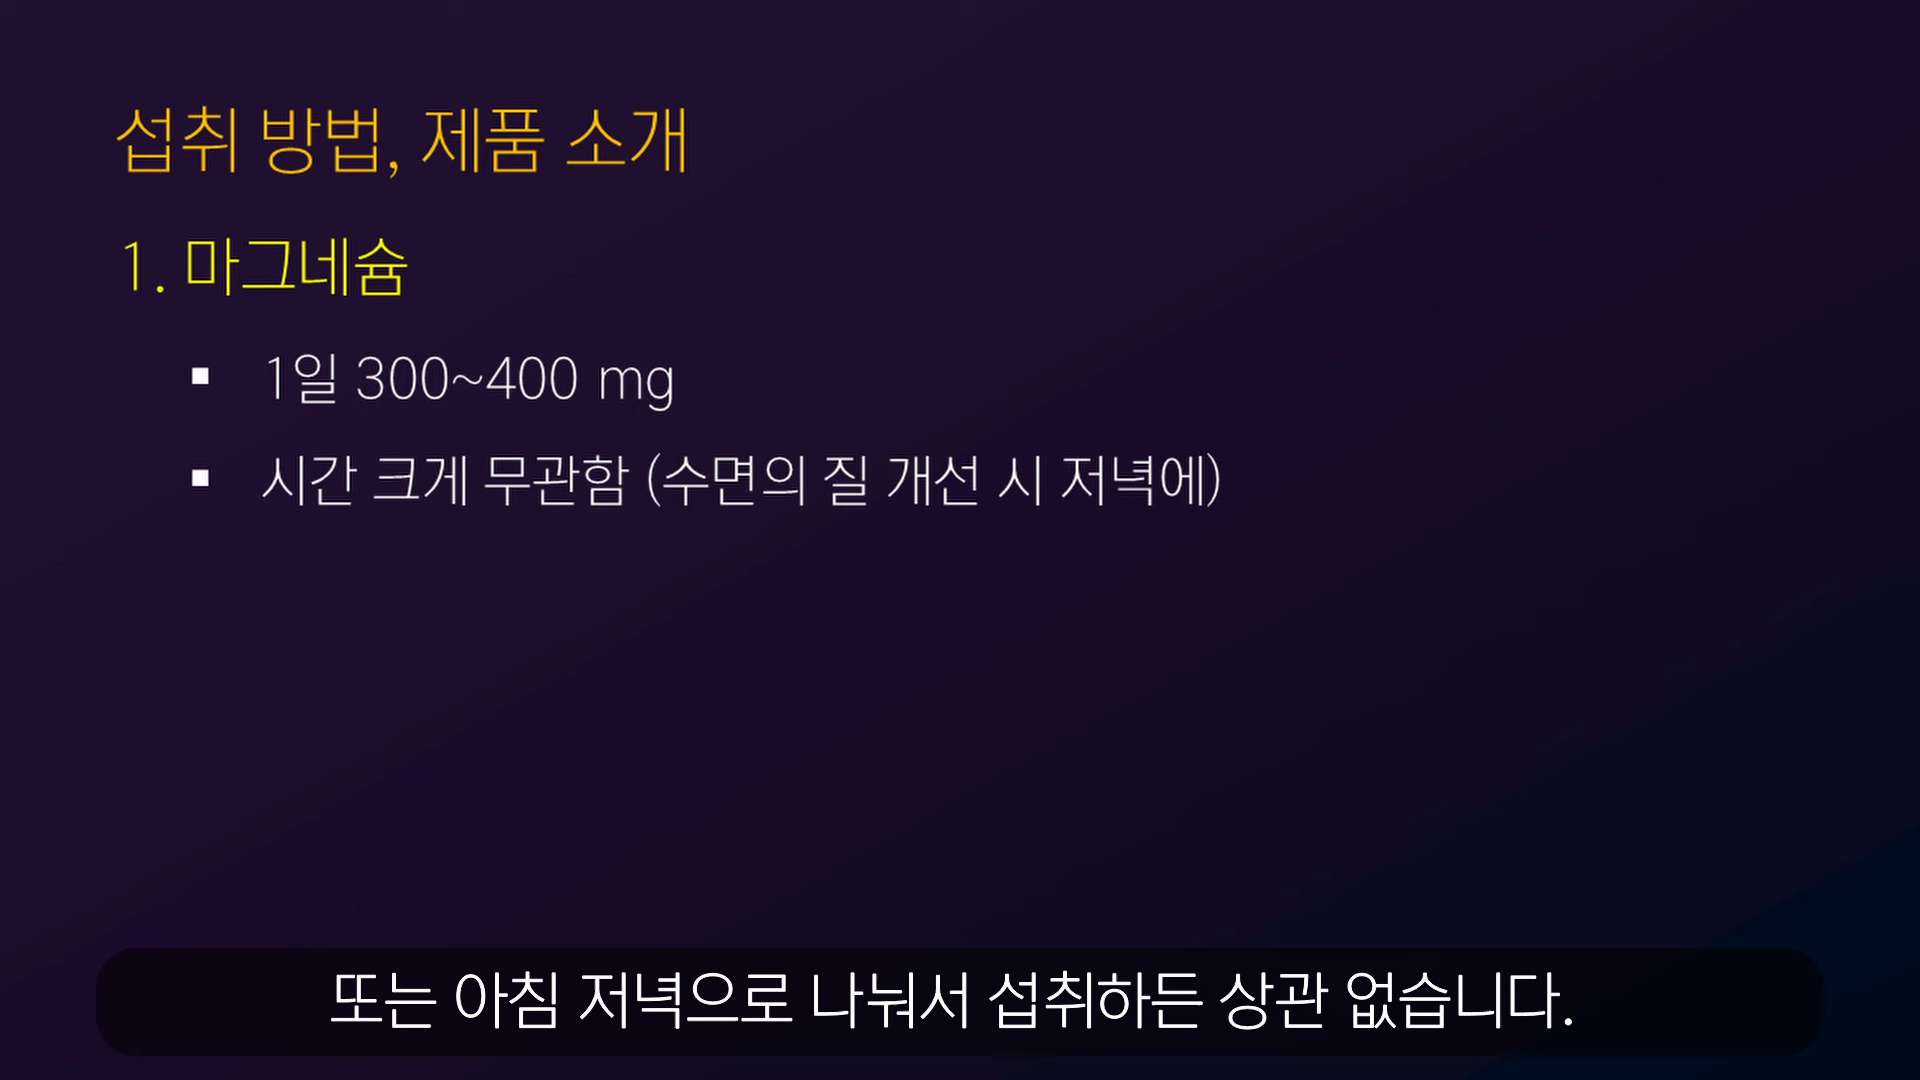 섭취 방법, 제품 소개
1. 마그네슘
▪ 1일 300~400 mg
▪ 시간 크게 무관함 (수면의 질 개선 시 저녁에)
또는 아침 저녁으로 나눠서 섭취하든 상관 없습니다.